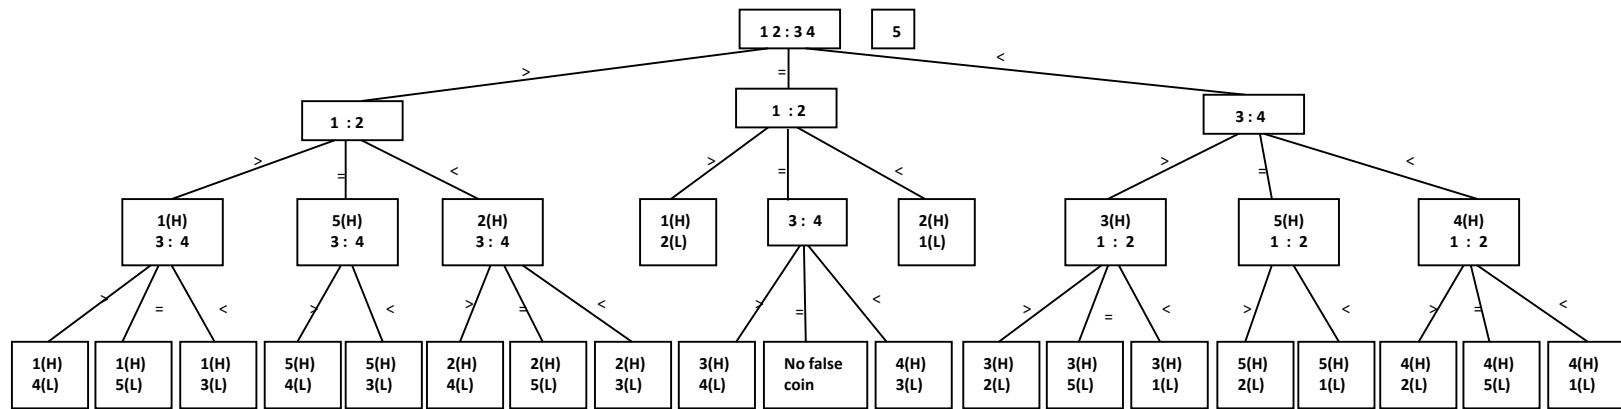 1 2 : 3 4
5
>
=
<
1 : 2
1 : 2
3 : 4
>
=
<
>
=
<
>
=
<
1(H)
3 : 4
5(H)
3 : 4
2(H)
3 : 4
1(H)
2(L)
3 : 4
2(H)
1(L)
3(H)
1 : 2
5(H)
1 : 2
4(H)
1 : 2
>
=
<
>
<
>
=
<
>
=
<
>
=
<
>
<
>
=
<
1(H)
4(L)
1(H)
5(L)
1(H)
3(L)
5(H)
4(L)
5(H)
3(L)
2(H)
4(L)
2(H)
5(L)
2(H)
3(L)
3(H)
4(L)
No false
coin
4(H)
3(L)
3(H)
2(L)
3(H)
5(L)
3(H)
1(L)
5(H)
2(L)
5(H)
1(L)
4(H)
2(L)
4(H)
5(L)
4(H)
1(L)